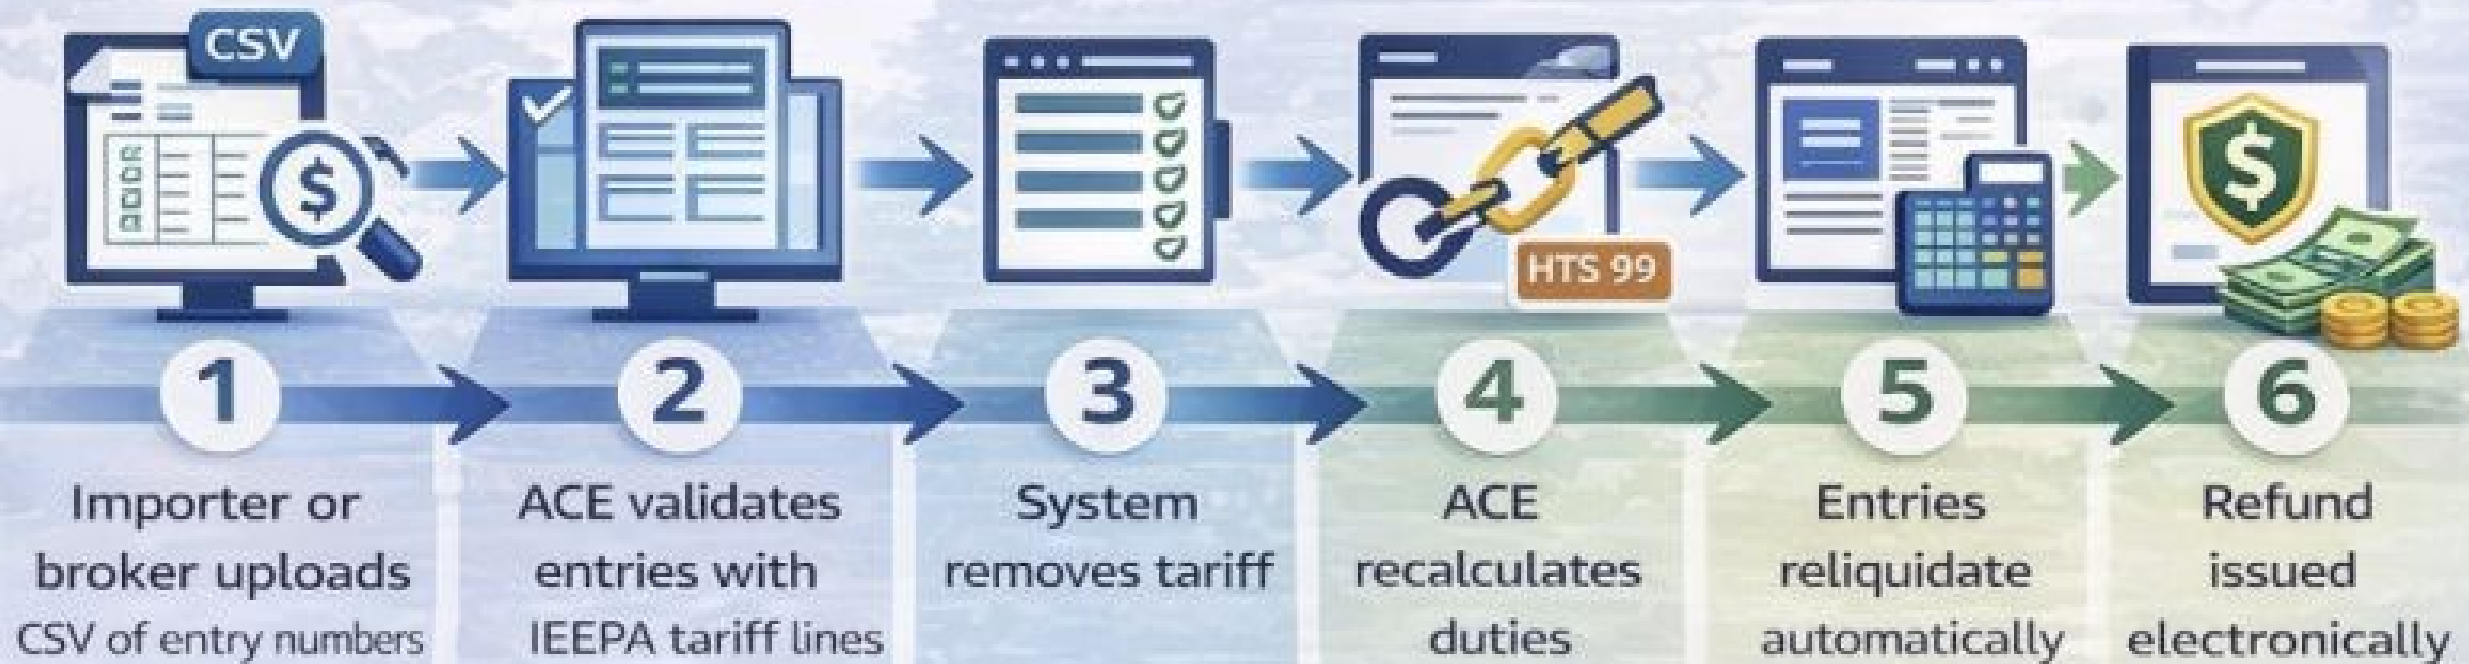 CSV
$
$
HTS 99
1
Importer or
broker uploads
CSV of entry numbers
2
ACE validates
entries with
IEEPA tariff lines
3
System
removes tariff
4
ACE
recalculates
duties
5
Entries
reliquidate
automatically
6
Refund
issued
electronically